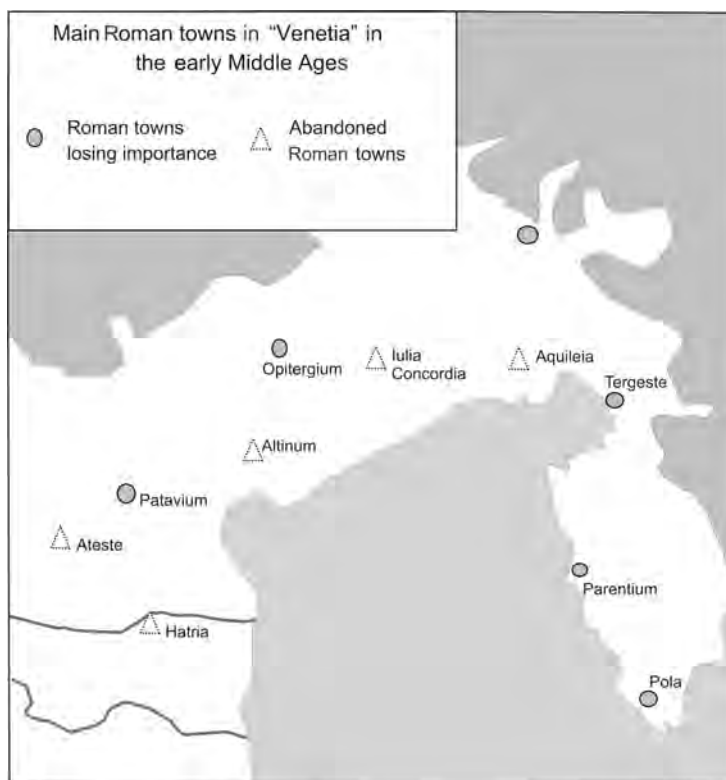 Main Roman towns in "Venetia" in
the early Middle Ages
Roman towns
losing importance
Abandoned
Roman towns
Opitergium
Iulia
Concordia
Aquileia
Tergeste
Altinum
Patavium
Ateste
Parentium
Hatria
Pola